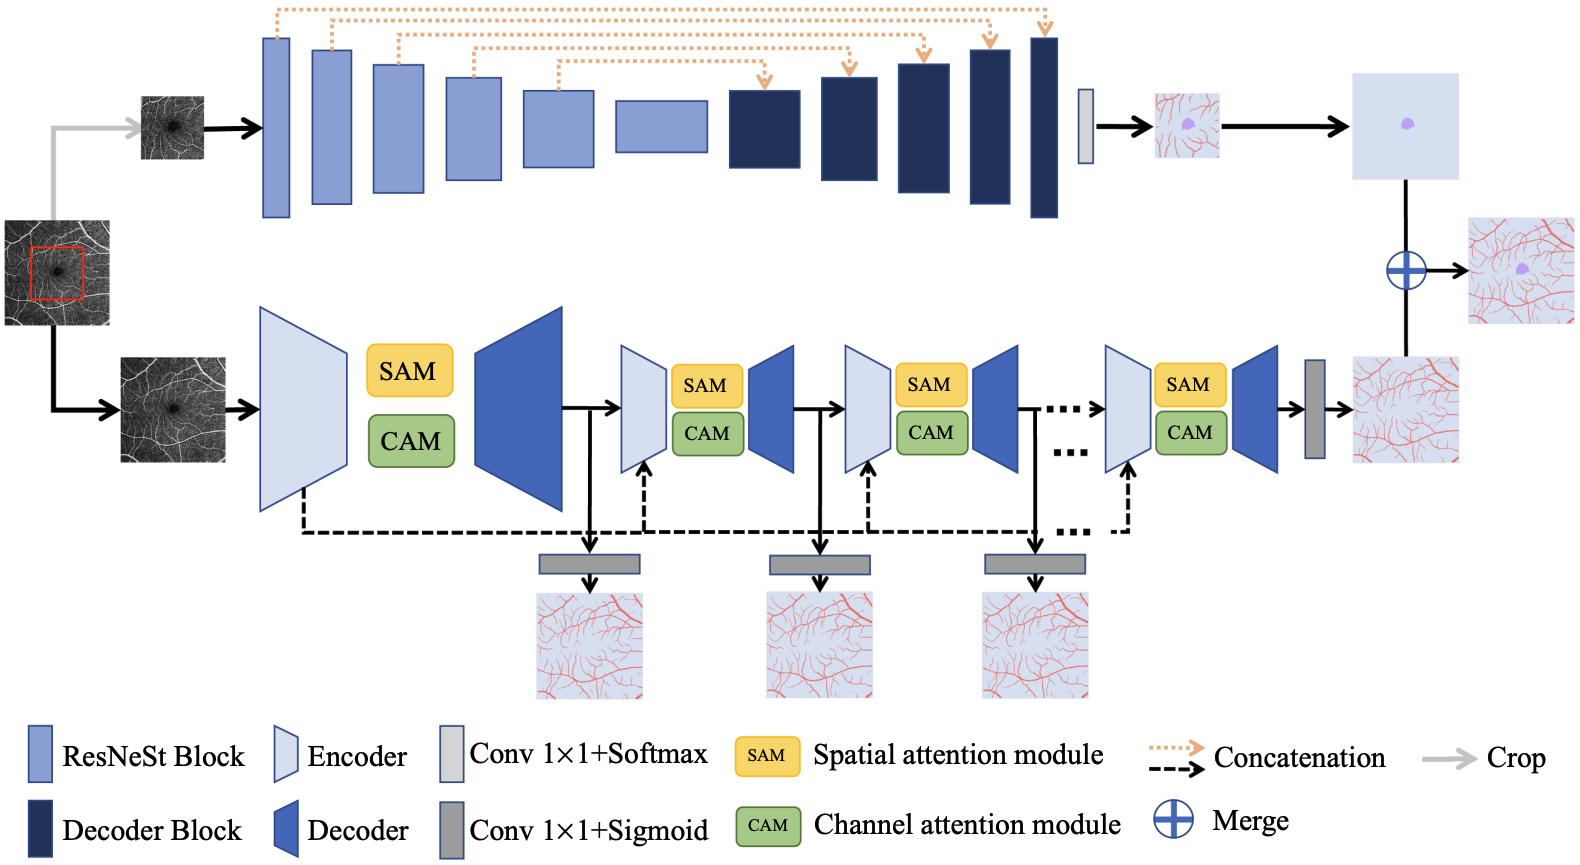 SAM
CAM
SAM
CAM
SAM
CAM
SAM
CAM
ResNeSt Block
Encoder
Conv 1×1+Softmax
SAM
Spatial attention module
Concatenation
Crop
Decoder Block
Decoder
Conv 1×1+Sigmoid
CAM
Channel attention module
Merge